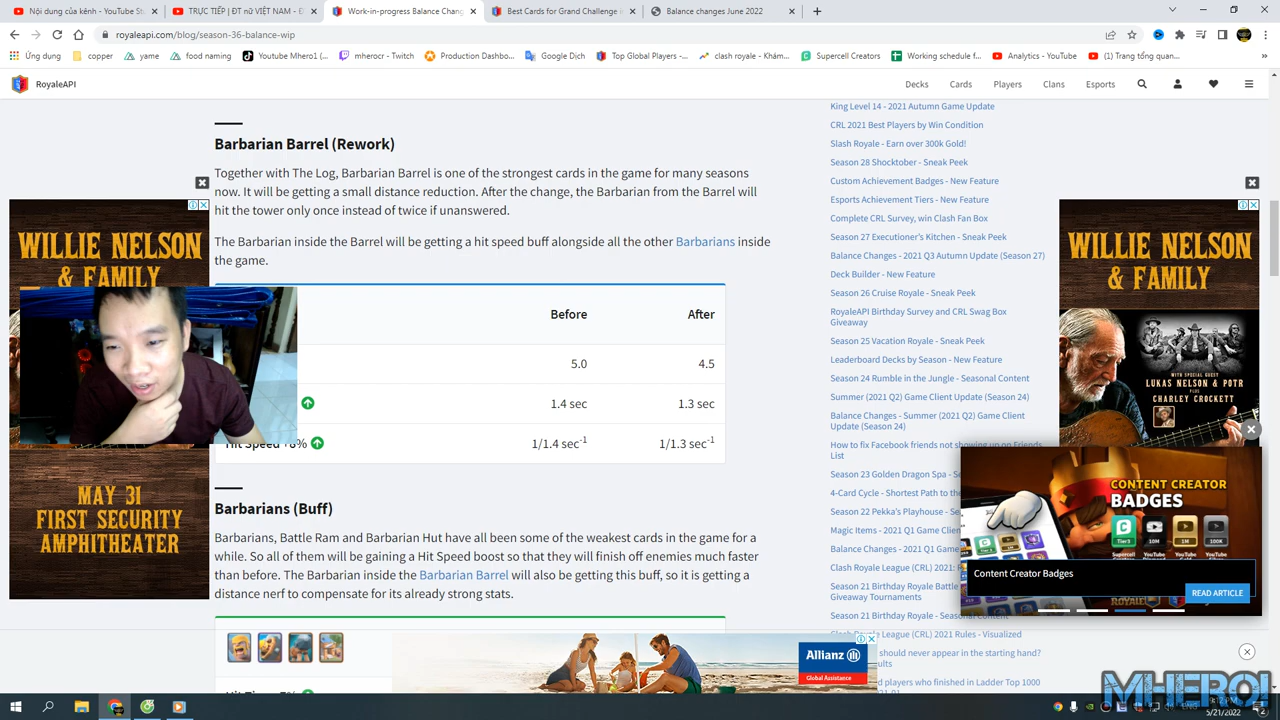 Nội dung của kênh - YouTube St
TRỰC TIẾP | ĐT nữ VIỆT NAM - Đ
Work-in-progress Balance Chang
Best Cards for Grand Challenge in
Balance changes June 2022
royaleapi.com/blog/season-36-balance-wip
Ứng dụng
copper
yame
food naming
Youtube Mhero1 (...
mherocr - Twitch
Production Dashbo...
Google Dịch
Top Global Players -...
clash royale - Khám...
Supercell Creators
Working schedule f...
Analytics - YouTube
(1) Trang tổng quan...
RoyaleAPI
Decks
Cards
Players
Clans
Esports
Barbarian Barrel (Rework)
Together with The Log, Barbarian Barrel is one of the strongest cards in the game for many seasons
now. It will be getting a small distance reduction. After the change, the Barbarian from the Barrel will
hit the tower only once instead of twice if unanswered.
The Barbarian inside the Barrel will be getting a hit speed buff alongside all the other Barbarians inside
the game.
Before After
5.0 4.5
1.4 sec 1.3 sec
1/1.4 sec-1 1/1.3 sec-1
Barbarians (Buff)
Barbarians, Battle Ram and Barbarian Hut have all been some of the weakest cards in the game for a
while. So all of them will be gaining a Hit Speed boost so that they will finish off enemies much faster
than before. The Barbarian inside the Barbarian Barrel will also be getting this buff, so it is getting a
distance nerf to compensate for its already strong stats.
King Level 14 - 2021 Autumn Game Update
CRL 2021 Best Players by Win Condition
Slash Royale - Earn over 300k Gold!
Season 28 Shocktober - Sneak Peek
Custom Achievement Badges - New Feature
Esports Achievement Tiers - New Feature
Complete CRL Survey, win Clash Fan Box
Season 27 Executioner's Kitchen - Sneak Peek
Balance Changes - 2021 Q3 Autumn Update (Season 27)
Deck Builder - New Feature
Season 26 Cruise Royale - Sneak Peek
RoyaleAPI Birthday Survey and CRL Swag Box
Giveaway
Season 25 Vacation Royale - Sneak Peek
Leaderboard Decks by Season - New Feature
Season 24 Rumble in the Jungle - Seasonal Content
Summer (2021 Q2) Game Client Update (Season 24)
Balance Changes - Summer (2021 Q2) Game Client
Update (Season 24)
How to fix Facebook friends not showing up on Friends
List
Season 23 Golden Dragon Spa - Se
4-Card Cycle - Shortest Path to the
Season 22 Pekka's Playhouse - Se
Magic Items - 2021 Q1 Game Clie
Balance Changes - 2021 Q1 Game
Clash Royale League (CRL) 2021:
Season 21 Birthday Royale Battle
Giveaway Tournaments
Season 21 Birthday Royale - Seasonal Content
Clash Royale League (CRL) 2021 Rules - Visualized
should never appear in the starting hand?
players who finished in Ladder Top 1000
WILLIE NELSON
& FAMILY
MAY 31
FIRST SECURITY
AMPHITHEATER
WILLIE NELSON
& FAMILY
WITH SPECIAL GUEST
LUKAS NELSON & POTR
PLUS
CHARLEY CROCKETT
CONTENT CREATOR
BADGES
Content Creator Badges
READ ARTICLE
Allianz
Global Assistance
MHERO1
5/21/2022